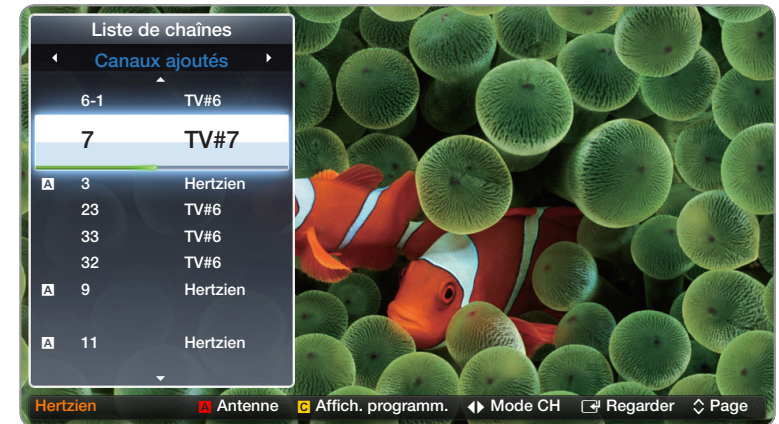 Liste de chaînes
Canaux ajoutés
6-1 TV#6
7 TV#7
A 3 Hertzien
23 TV#6
33 TV#6
32 TV#6
A 9 Hertzien
A 11 Hertzien
Hertzien A Antenne C Affich. programm. Mode CH Regarder Page